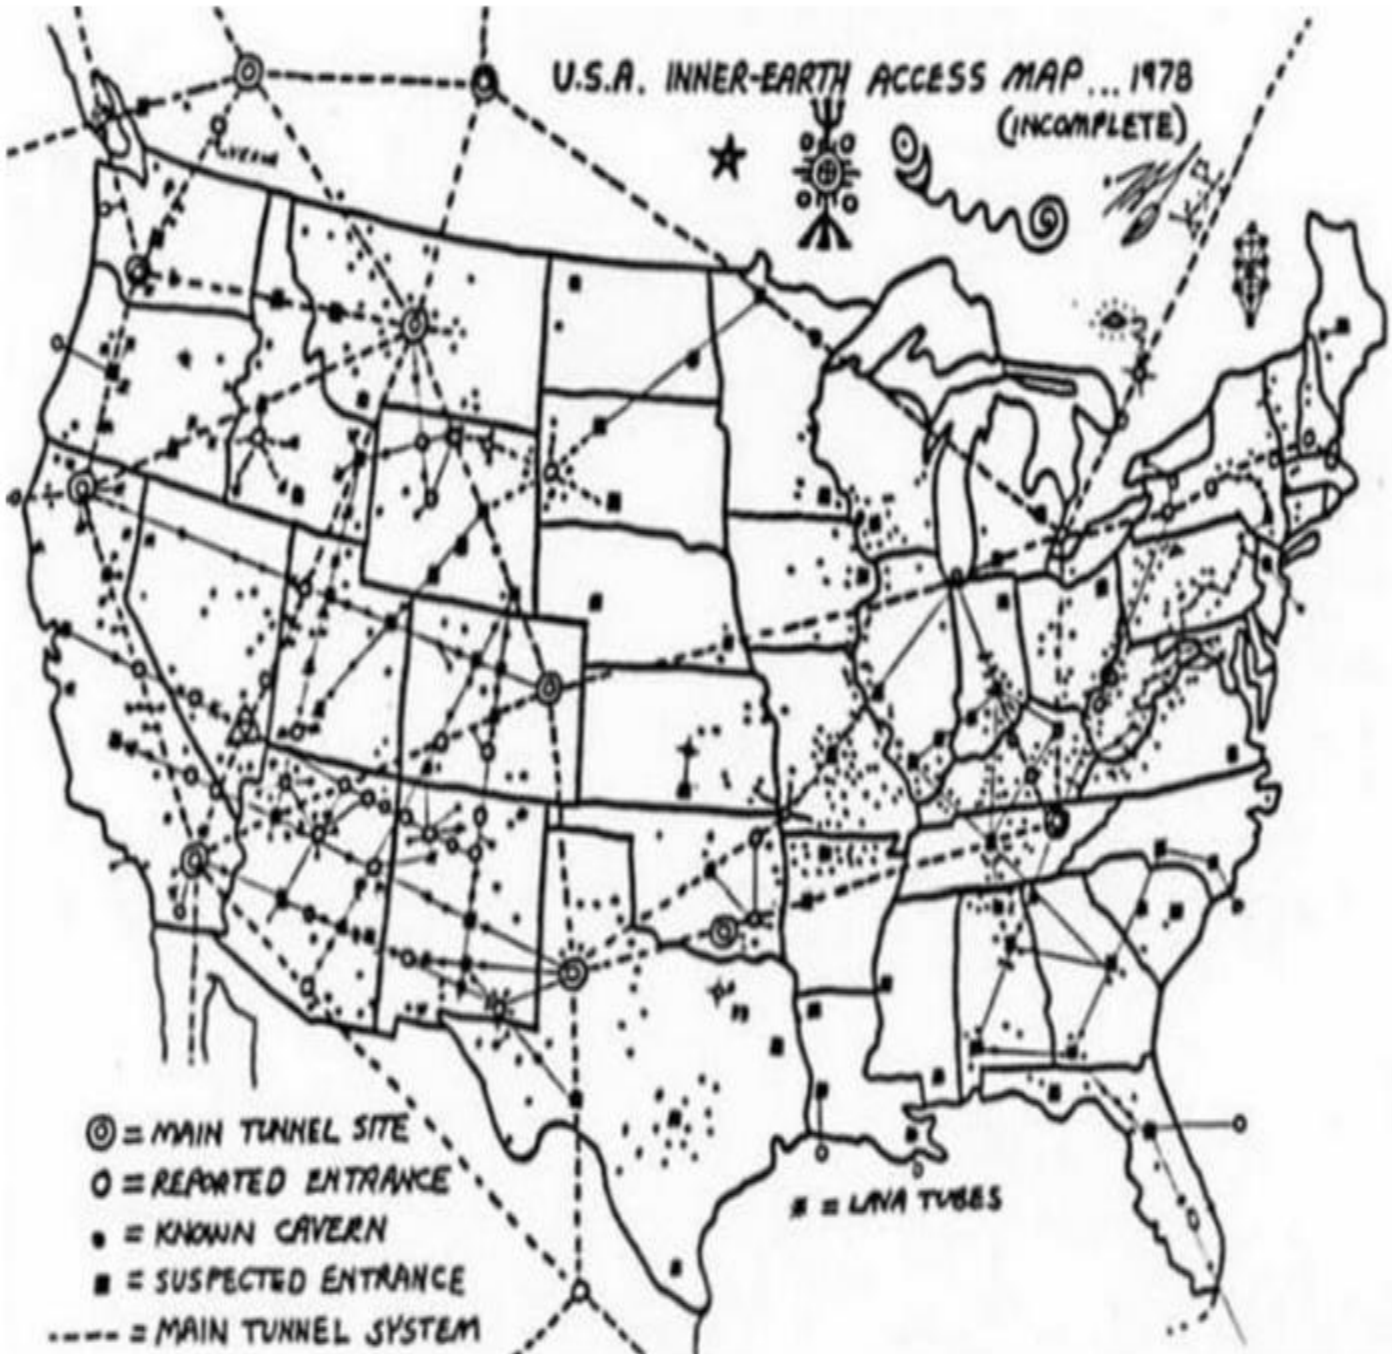 U.S.A. INNER-EARTH ACCESS MAP... 1978
(INCOMPLETE)
K.P.
◎ = MAIN TUNNEL SITE
O = REPORTED ENTRANCE
• = KNOWN CAVERN
■ = SUSPECTED ENTRANCE
---- = MAIN TUNNEL SYSTEM
# = LAVA TUBES